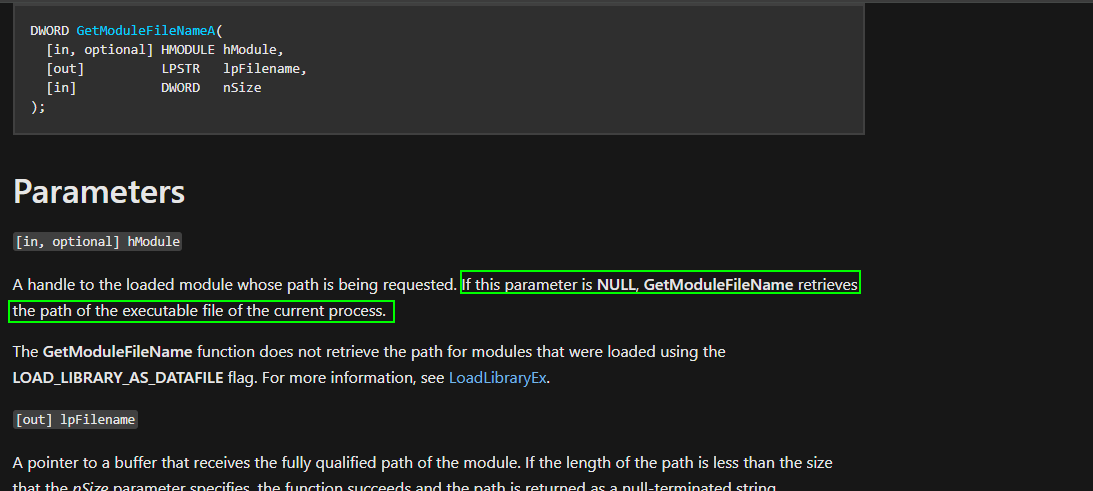 DWORD GetModuleFileNameA(
[in, optional] HMODULE hModule,
[out] LPSTR lpFilename,
[in] DWORD nSize
);
Parameters
[in, optional] hModule
A handle to the loaded module whose path is being requested. If this parameter is NULL, GetModuleFileName retrieves
the path of the executable file of the current process.
The GetModuleFileName function does not retrieve the path for modules that were loaded using the
LOAD_LIBRARY_AS_DATAFILE flag. For more information, see LoadLibraryEx.
[out] lpFilename
A pointer to a buffer that receives the fully qualified path of the module. If the length of the path is less than the size
that the nSize parameter specifies, the function succeeds and the path is returned as a null-terminated string.